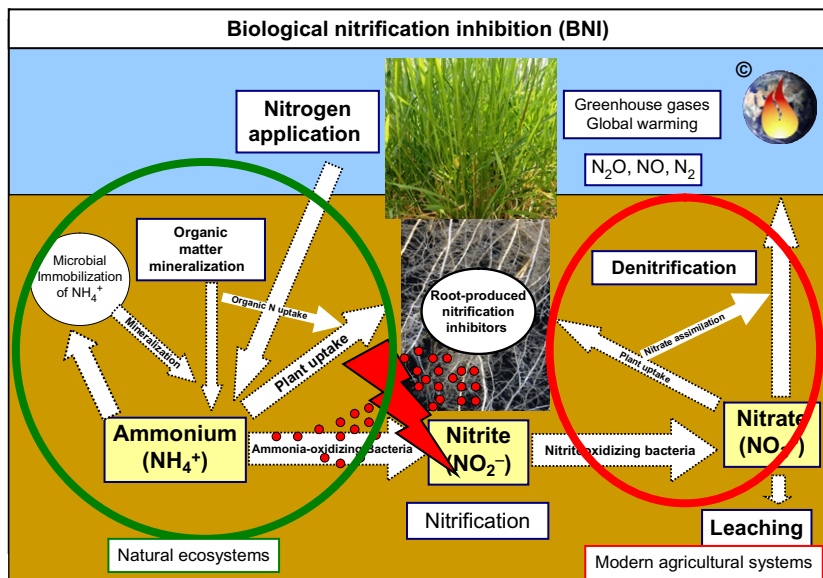 Biological nitrification inhibition (BNI)
©
Nitrogen
application
Greenhouse gases
Global warming
N₂O, NO, N₂
Organic
matter
mineralization
Microbial
Immobilization
of NH₄⁺
Mineralization
Organic N uptake
Plant uptake
Root-produced
nitrification
inhibitors
Denitrification
Nitrate assimilation
Plant uptake
Ammonium
(NH₄⁺)
Ammonia-oxidizing Bacteria
Nitrite
(NO₂⁻)
Nitrite-oxidizing bacteria
Nitrate
Nitrification
Leaching
Natural ecosystems
Modern agricultural systems